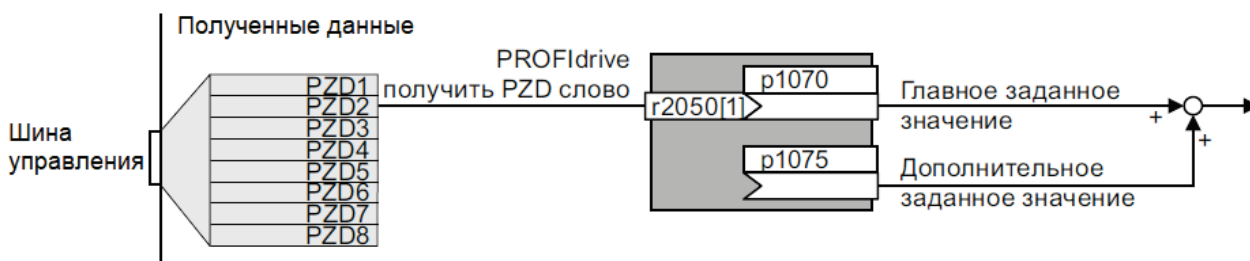 Полученные данные
Шина
управления
PZD1
PZD2
PZD3
PZD4
PZD5
PZD6
PZD7
PZD8
PROFIdrive
получить PZD слово
r2050[1]
p1070
Главное заданное
значение
+
+
p1075
Дополнительное
заданное значение